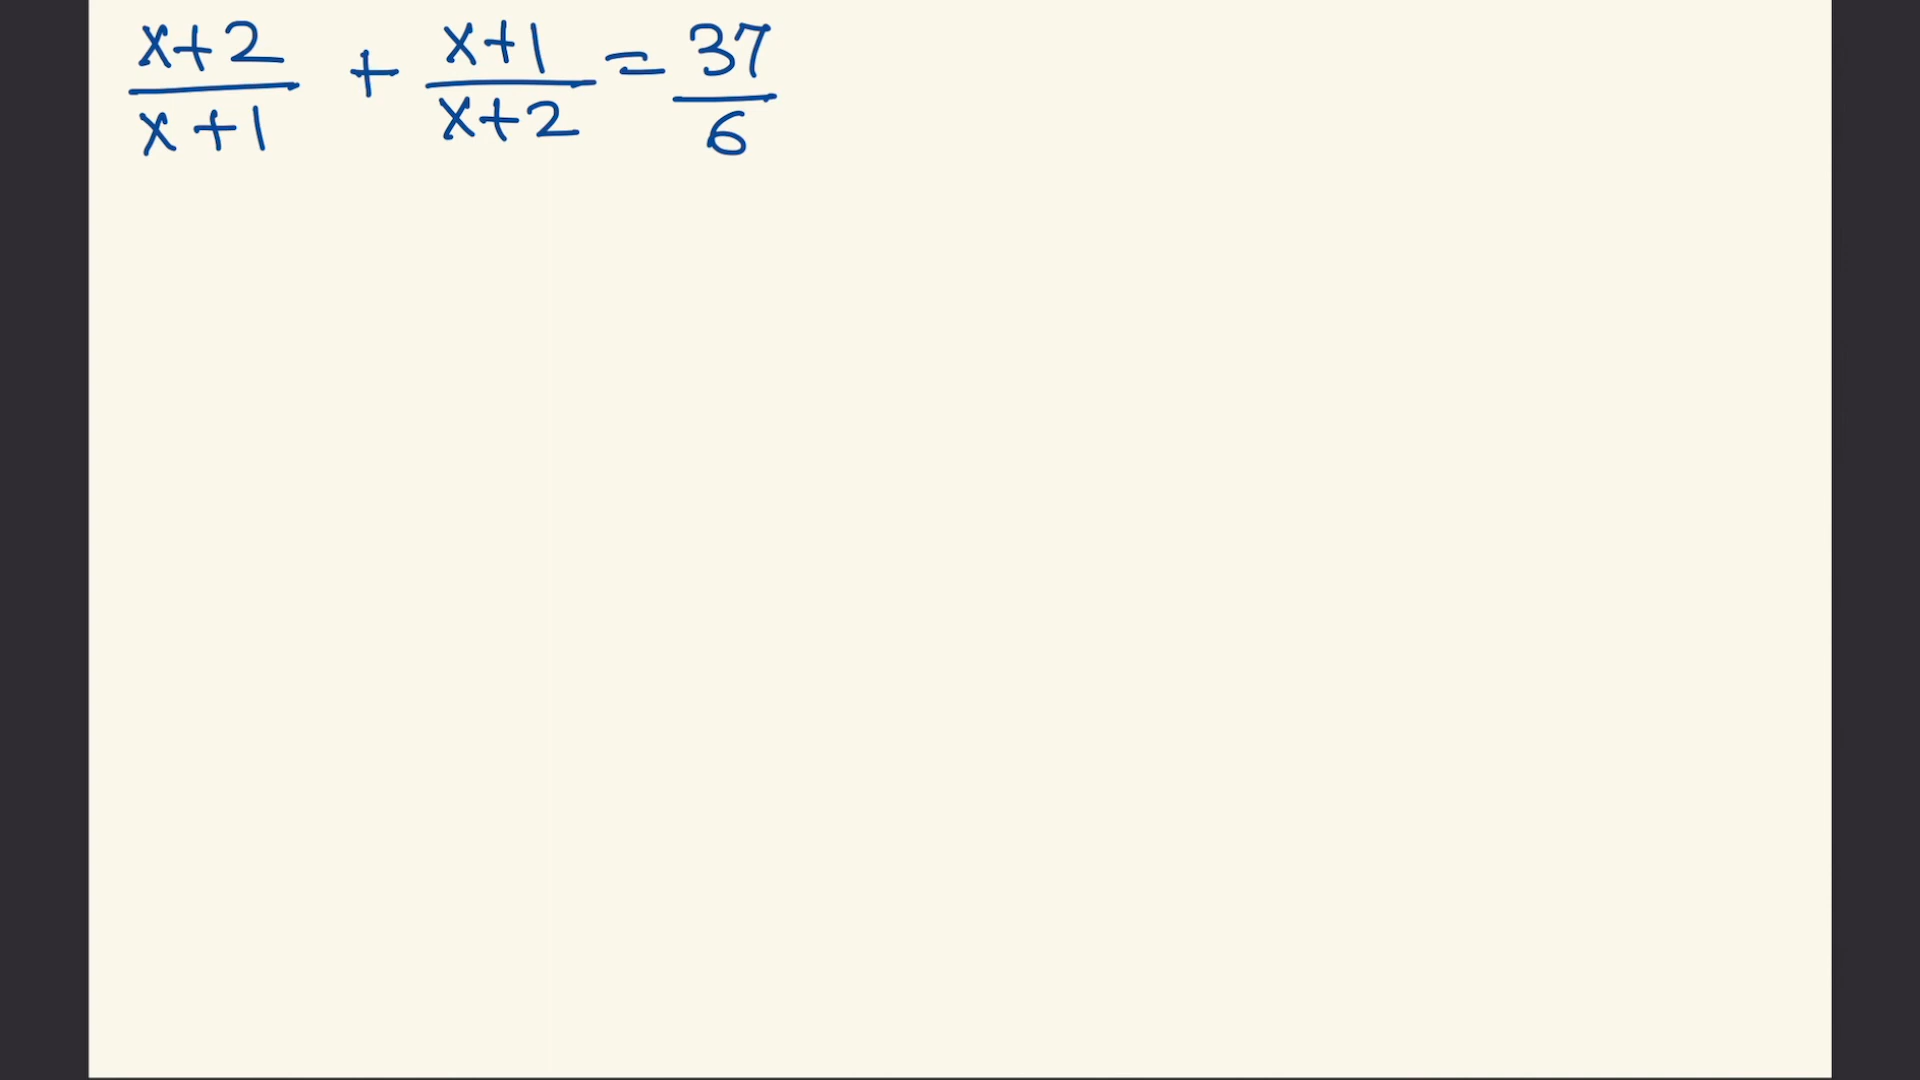 x+2/x+1 + x+1/x+2 = 37/6